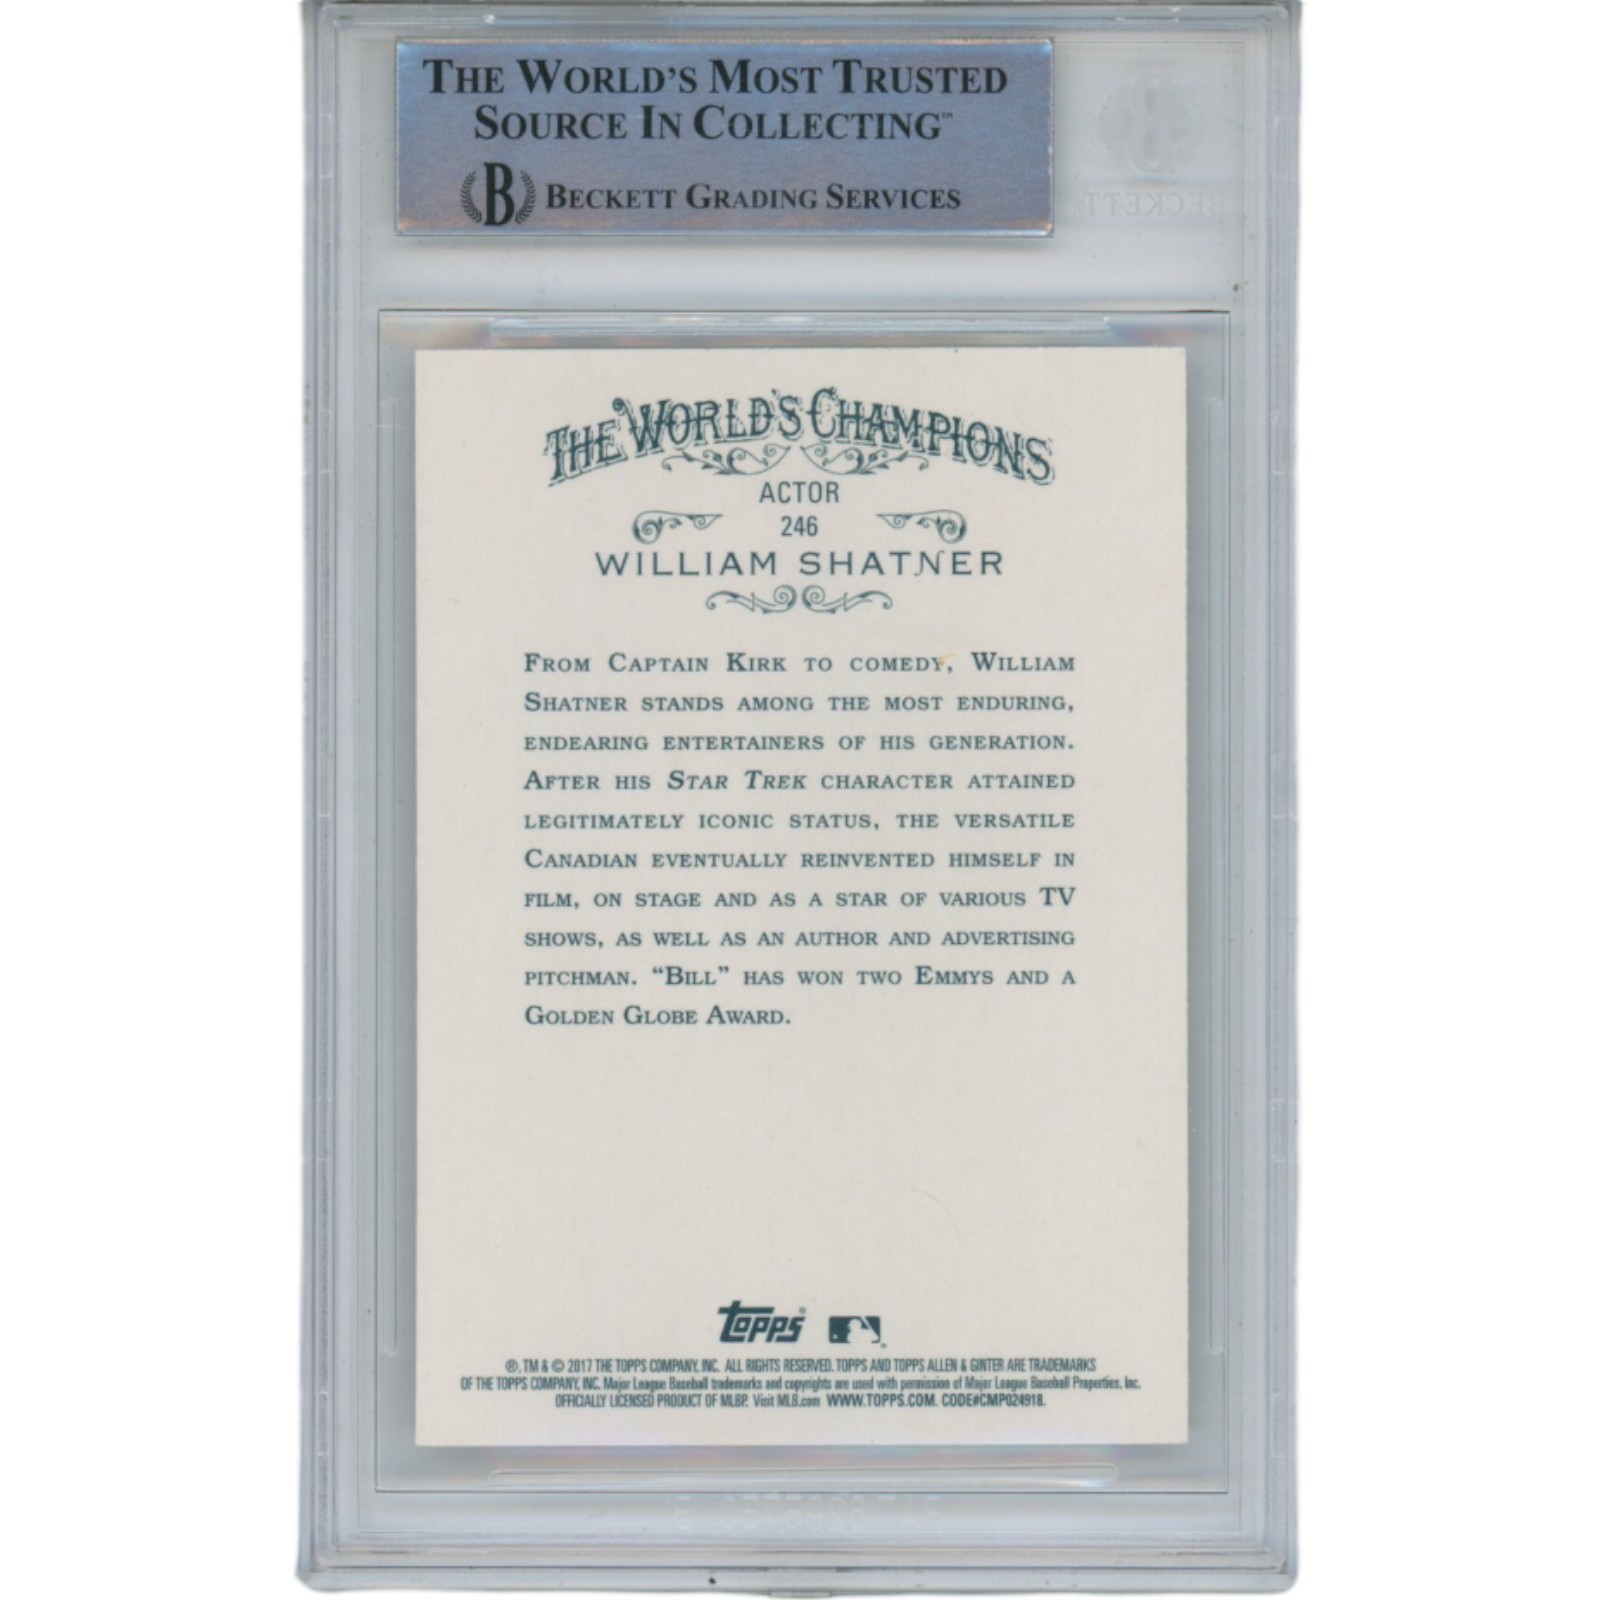 THE WORLD'S MOST TRUSTED
SOURCE IN COLLECTING™
B BECKETT GRADING SERVICES
BECKETT
THE WORLD'S CHAMPIONS
ACTOR
246
WILLIAM SHATNER
FROM CAPTAIN KIRK TO COMEDY, WILLIAM
SHATNER STANDS AMONG THE MOST ENDURING,
ENDEARING ENTERTAINERS OF HIS GENERATION.
AFTER HIS STAR TREK CHARACTER ATTAINED
LEGITIMATELY ICONIC STATUS, THE VERSATILE
CANADIAN EVENTUALLY REINVENTED HIMSELF IN
FILM, ON STAGE AND AS A STAR OF VARIOUS TV
SHOWS, AS WELL AS AN AUTHOR AND ADVERTISING
PITCHMAN. “BILL” HAS WON TWO EMMYS AND A
GOLDEN GLOBE AWARD.
Topps®
®, TM & © 2017 THE TOPPS COMPANY, INC. ALL RIGHTS RESERVED. TOPPS AND TOPPS ALLEN & GINTER ARE TRADEMARKS
OF THE TOPPS COMPANY, INC. Major League Baseball trademarks and copyrights are used with permission of Major League Baseball Properties, Inc.
OFFICIALLY LICENSED PRODUCT OF MLBP. Visit MLB.com WWW.TOPPS.COM. CODE#CMP024918.